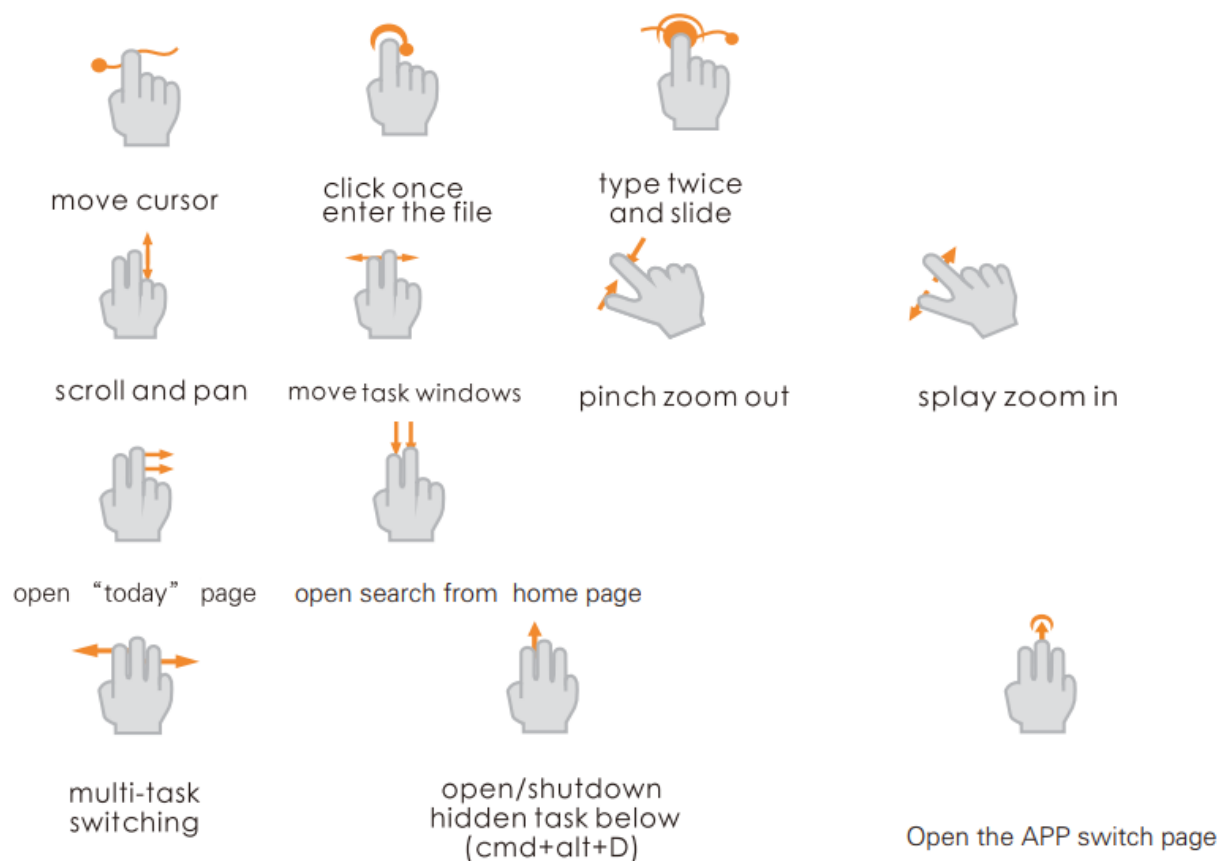 move cursor
click once
enter the file
type twice
and slide
scroll and pan
move task windows
pinch zoom out
splay zoom in
open “today” page
open search from home page
multi-task
switching
open/shutdown
hidden task below
(cmd+alt+D)
Open the APP switch page